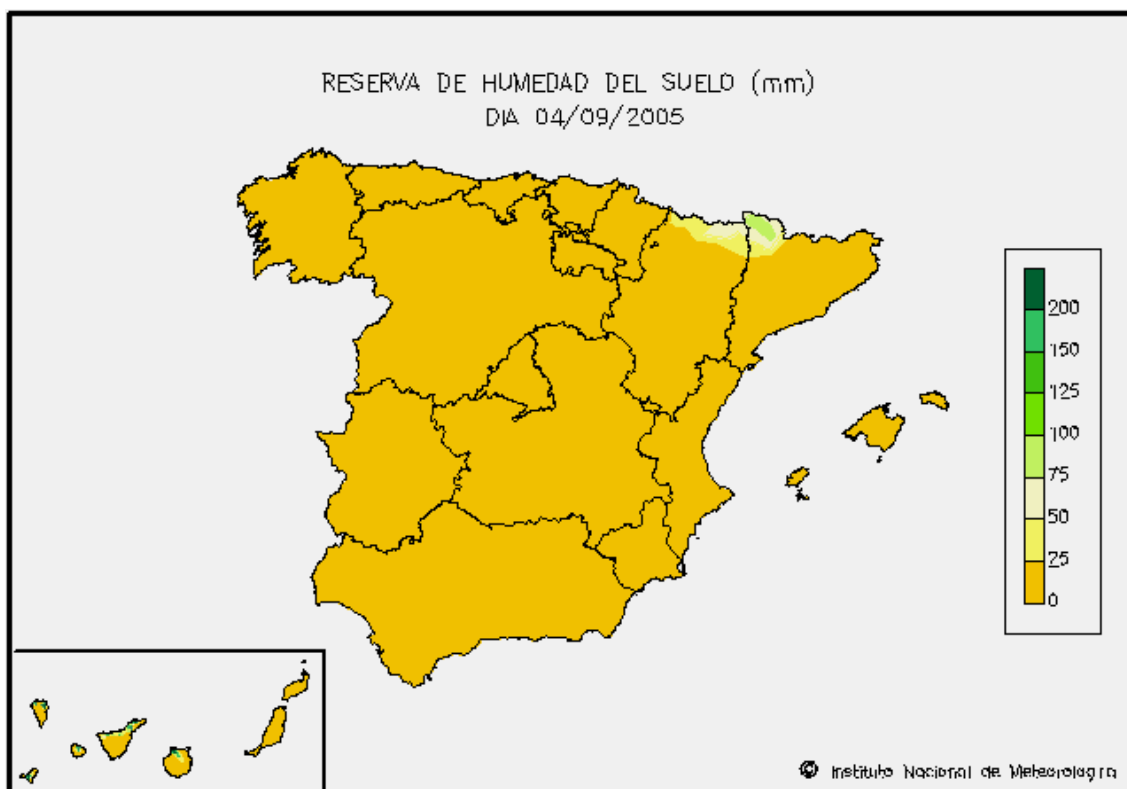 RESERVA DE HUMEDAD DEL SUELO (mm)
DIA 04/09/2005
200
150
125
100
75
50
25
0
© Instituto Nacional de Meteorologia